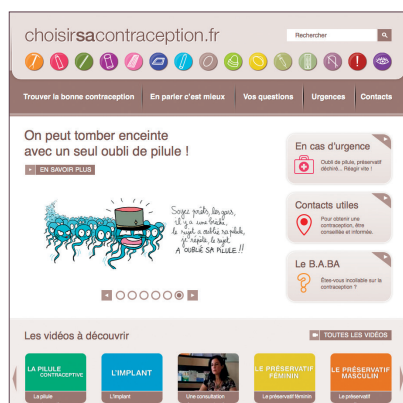 choisirsacontraception.fr
Rechercher
Trouver la bonne contraception
En parler c'est mieux
Vos questions
Urgences
Contacts
On peut tomber enceinte
avec un seul oubli de pilule !
EN SAVOIR PLUS
Soyez prêts, les gars,
il y a une brèche,
le sujet a oublié sa pilule,
je répète, le sujet
A OUBLIÉ SA PILULE !!
En cas d'urgence
Oubli de pilule, préservatif
déchiré... Réagir vite !
Contacts utiles
Pour obtenir une
contraception, être
conseillée et informée.
Le B.A.BA
Êtes-vous incollable sur la
contraception ?
Les vidéos à découvrir
TOUTES LES VIDÉOS
LA PILULE
CONTRACEPTIVE
La pilule
L'IMPLANT
L'implant
Une consultation
LE PRÉSERVATIF
FÉMININ
Le préservatif féminin
LE PRÉSERVATIF
MASCULIN
Le préservatif